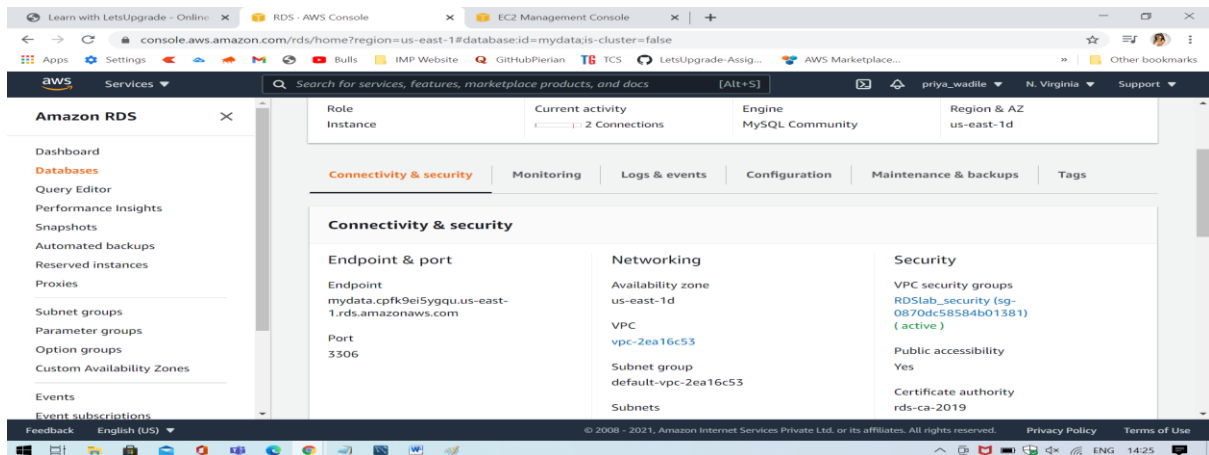 Learn with LetsUpgrade - Online
RDS - AWS Console
EC2 Management Console
console.aws.amazon.com/rds/home?region=us-east-1#database:id=mydata;is-cluster=false
Apps Settings Bulls IMP Website GitHubPierian TCS LetsUpgrade-Assig... AWS Marketplace... » Other bookmarks
aws Services ▼ Search for services, features, marketplace products, and docs [Alt+S] priya_wadile ▼ N. Virginia ▼ Support ▼
Amazon RDS
Dashboard
Databases
Query Editor
Performance Insights
Snapshots
Automated backups
Reserved instances
Proxies
Subnet groups
Parameter groups
Option groups
Custom Availability Zones
Events
Event subscriptions
Role
Instance
Current activity
2 Connections
Engine
MySQL Community
Region & AZ
us-east-1d
Connectivity & security Monitoring Logs & events Configuration Maintenance & backups Tags
Connectivity & security
Endpoint & port
Endpoint
mydata.cpfk9ei5ygqu.us-east-
1.rds.amazonaws.com
Port
3306
Networking
Availability zone
us-east-1d
VPC
vpc-2ea16c53
Subnet group
default-vpc-2ea16c53
Subnets
Security
VPC security groups
RDSlab_security (sg-
0870dc58584b01381)
( active )
Public accessibility
Yes
Certificate authority
rds-ca-2019
Feedback English (US) ▼ © 2008 - 2021, Amazon Internet Services Private Ltd. or its affiliates. All rights reserved. Privacy Policy Terms of Use
ENG 14:25